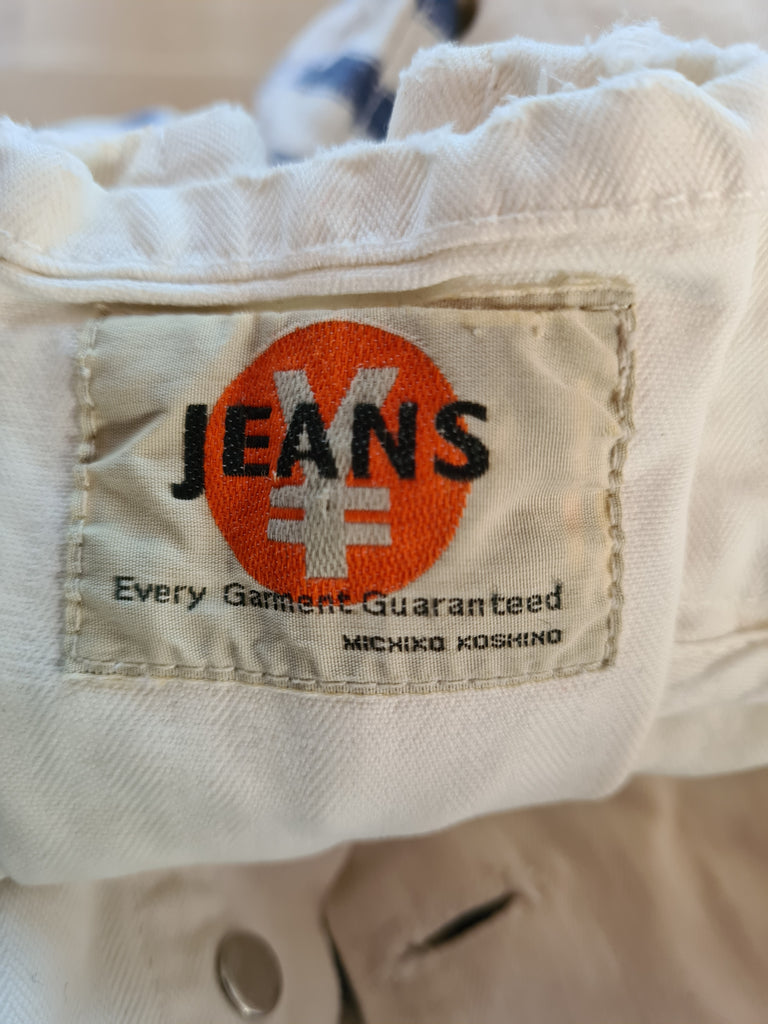 ¥
JEANS
Every Garment Guaranteed
MICHIKO KOSHINO